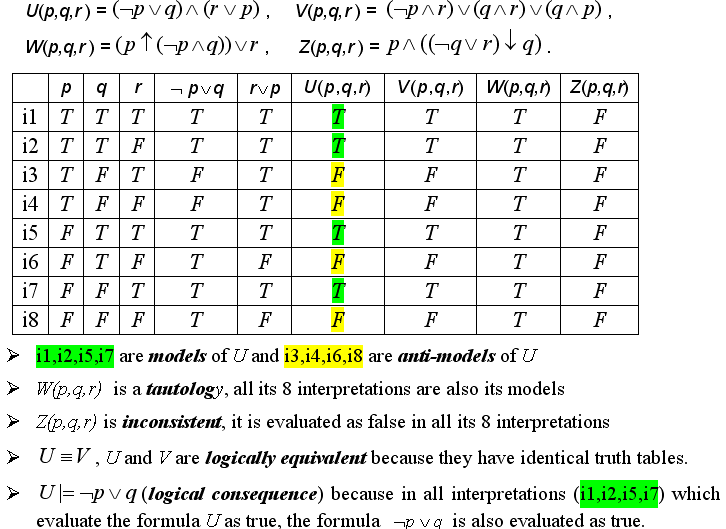 U(p,q,r) = (¬p ∨ q) ∧ (r ∨ p) , V(p,q,r) = (¬p ∧ r) ∨ (q ∧ r) ∨ (q ∧ p) ,
W(p,q,r) = (p ↑ (¬p ∧ q)) ∨ r , Z(p,q,r) = p ∧ ((¬q ∨ r) ↓ q) .
p q r ¬ p ∨ q r ∨ p U(p,q,r) V(p,q,r) W(p,q,r) Z(p,q,r)
i1 T T T T T T T T F
i2 T T F T T T T T F
i3 T F T F T F F T F
i4 T F F F T F F T F
i5 F T T T T T T T F
i6 F T F T F F F T F
i7 F F T T T T T T F
i8 F F F T F F F T F
➢ i1,i2,i5,i7 are models of U and i3,i4,i6,i8 are anti-models of U
➢ W(p,q,r) is a tautology, all its 8 interpretations are also its models
➢ Z(p,q,r) is inconsistent, it is evaluated as false in all its 8 interpretations
➢ U ≡ V , U and V are logically equivalent because they have identical truth tables.
➢ U |= ¬p ∨ q (logical consequence) because in all interpretations (i1,i2,i5,i7) which
evaluate the formula U as true, the formula ¬p ∨ q is also evaluated as true.